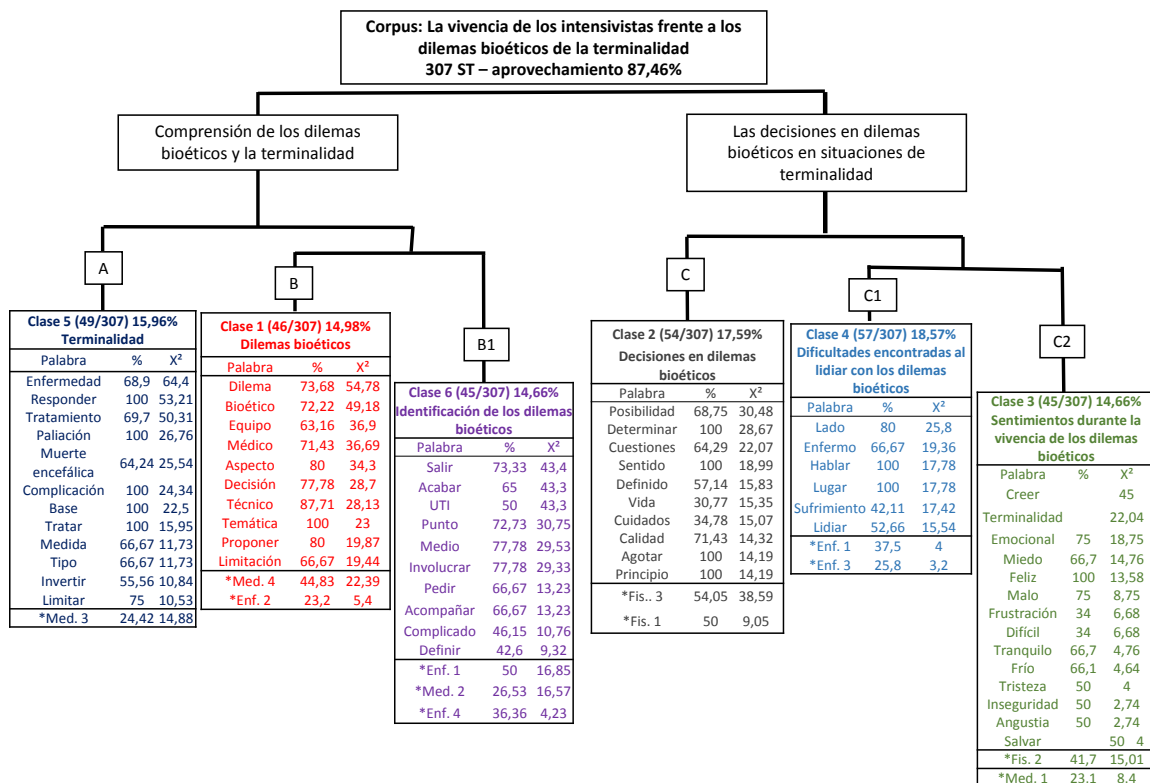 Corpus: La vivencia de los intensivistas frente a los
dilemas bioéticos de la terminalidad
307 ST – aprovechamiento 87,46%
Comprensión de los dilemas
bioéticos y la terminalidad
Las decisiones en dilemas
bioéticos en situaciones de
terminalidad
A
Clase 5 (49/307) 15,96%
Terminalidad
Palabra % X²
Enfermedad 68,9 64,4
Responder 100 53,21
Tratamiento 69,7 50,31
Paliación 100 26,76
Muerte
encefálica 64,24 25,54
Complicación 100 24,34
Base 100 22,5
Tratar 100 15,95
Medida 66,67 11,73
Tipo 66,67 11,73
Invertir 55,56 10,84
Limitar 75 10,53
*Med. 3 24,42 14,88
B
Clase 1 (46/307) 14,98%
Dilemas bioéticos
Palabra % X²
Dilema 73,68 54,78
Bioético 72,22 49,18
Equipo 63,16 36,9
Médico 71,43 36,69
Aspecto 80 34,3
Decisión 77,78 28,7
Técnico 87,71 28,13
Temática 100 23
Proponer 80 19,87
Limitación 66,67 19,44
*Med. 4 44,83 22,39
*Enf. 2 23,2 5,4
B1
Clase 6 (45/307) 14,66%
Identificación de los dilemas
bioéticos
Palabra % X²
Salir 73,33 43,4
Acabar 65 43,3
UTI 50 43,3
Punto 72,73 30,75
Medio 77,78 29,53
Involucrar 77,78 29,33
Pedir 66,67 13,23
Acompañar 66,67 13,23
Complicado 46,15 10,76
Definir 42,6 9,32
*Enf. 1 50 16,85
*Med. 2 26,53 16,57
*Enf. 4 36,36 4,23
C
Clase 2 (54/307) 17,59%
Decisiones en dilemas
bioéticos
Palabra % X²
Posibilidad 68,75 30,48
Determinar 100 28,67
Cuestiones 64,29 22,07
Sentido 100 18,99
Definido 57,14 15,83
Vida 30,77 15,35
Cuidados 34,78 15,07
Calidad 71,43 14,32
Agotar 100 14,19
Principio 100 14,19
*Fis.. 3 54,05 38,59
*Fis. 1 50 9,05
C1
Clase 4 (57/307) 18,57%
Dificultades encontradas al
lidiar con los dilemas
bioéticos
Palabra % X²
Lado 80 25,8
Enfermo 66,67 19,36
Hablar 100 17,78
Lugar 100 17,78
Sufrimiento 42,11 17,42
Lidiar 52,66 15,54
*Enf. 1 37,5 4
*Enf. 3 25,8 3,2
C2
Clase 3 (45/307) 14,66%
Sentimientos durante la
vivencia de los dilemas
bioéticos
Palabra % X²
Creer 45
Terminalidad 22,04
Emocional 75 18,75
Miedo 66,7 14,76
Feliz 100 13,58
Malo 75 8,75
Frustración 34 6,68
Difícil 34 6,68
Tranquilo 66,7 4,76
Frío 66,1 4,64
Tristeza 50 4
Inseguridad 50 2,74
Angustia 50 2,74
Salvar 50 4
*Fis. 2 41,7 15,01
*Med. 1 23,1 8,4